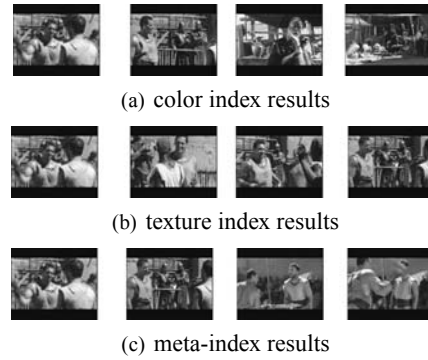 (a) color index results
(b) texture index results
(c) meta-index results